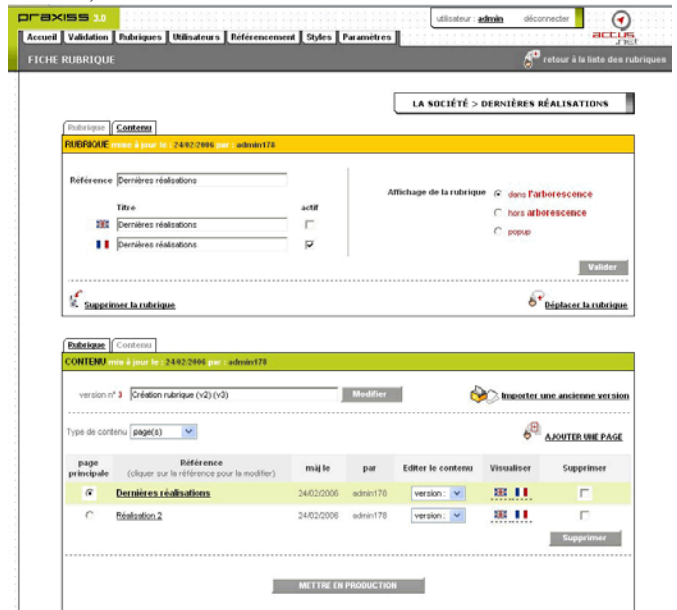 praxiss 3.0
utilisateur : admin déconnecter
actus .net
Accueil Validation Rubriques Utilisateurs Référencement Styles Paramètres
FICHE RUBRIQUE
retour à la liste des rubriques
LA SOCIÉTÉ > DERNIÈRES RÉALISATIONS
Rubrique Contenu
RUBRIQUE mise à jour le : 24/02/2006 par : admin178
Référence Dernières réalisations
Affichage de la rubrique
dans l'arborescence
hors arborescence
popup
Titre actif
Dernières réalisations
Dernières réalisations
Valider
Supprimer la rubrique
Déplacer la rubrique
Rubrique Contenu
CONTENU mis à jour le : 24/02/2006 par : admin178
version n° 3 Création rubrique (v2) (v3) Modifier
Importer une ancienne version
Type de contenu page(s)
AJOUTER UNE PAGE
page principale Référence (cliquer sur la référence pour la modifier) màj le par Editer le contenu Visualiser Supprimer
Dernières réalisations 24/02/2006 admin178 version :
Réalisation 2 24/02/2006 admin178 version :
Supprimer
METTRE EN PRODUCTION